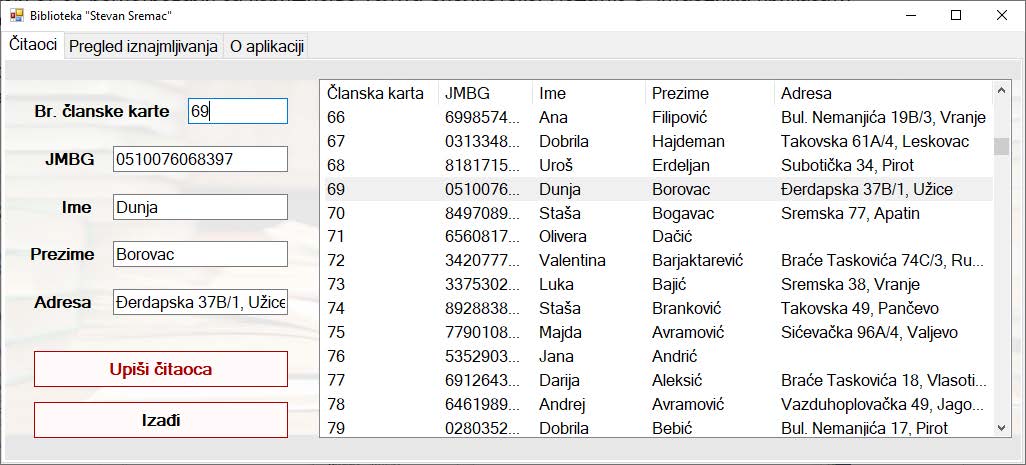 Biblioteka "Stevan Sremac"
Čitaoci Pregled iznajmljivanja O aplikaciji
Br. članske karte 69
JMBG 0510076068397
Ime Dunja
Prezime Borovac
Adresa Đerdapska 37B/1, Užice
Upiši čitaoca
Izađi
Članska karta JMBG Ime Prezime Adresa
66 6998574... Ana Filipović Bul. Nemanjića 19B/3, Vranje
67 0313348... Dobrila Hajdeman Takovska 61A/4, Leskovac
68 8181715... Uroš Erdeljan Subotička 34, Pirot
69 0510076... Dunja Borovac Đerdapska 37B/1, Užice
70 8497089... Staša Bogavac Sremska 77, Apatin
71 6560817... Olivera Dačić
72 3420777... Valentina Barjaktarević Braće Taskovića 74C/3, Ru...
73 3375302... Luka Bajić Sremska 38, Vranje
74 8928838... Staša Branković Takovska 49, Pančevo
75 7790108... Majda Avramović Sićevačka 96A/4, Valjevo
76 5352903... Jana Andrić
77 6912643... Darija Aleksić Braće Taskovića 18, Vlasoti...
78 6461989... Andrej Avramović Vazduhoplovačka 49, Jago...
79 0280352... Dobrila Bebić Bul. Nemanjića 17, Pirot